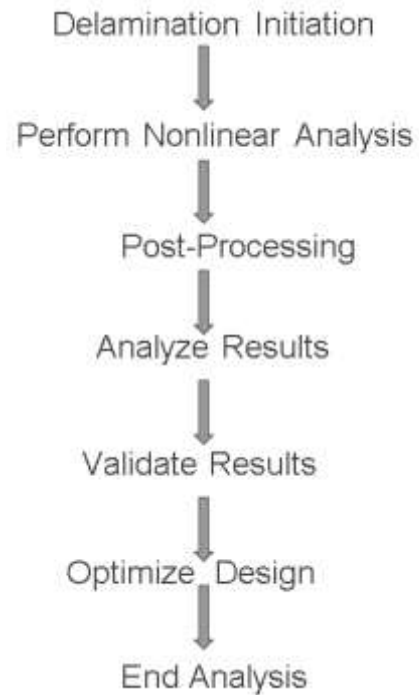 Delamination Initiation
Perform Nonlinear Analysis
Post-Processing
Analyze Results
Validate Results
Optimize Design
End Analysis